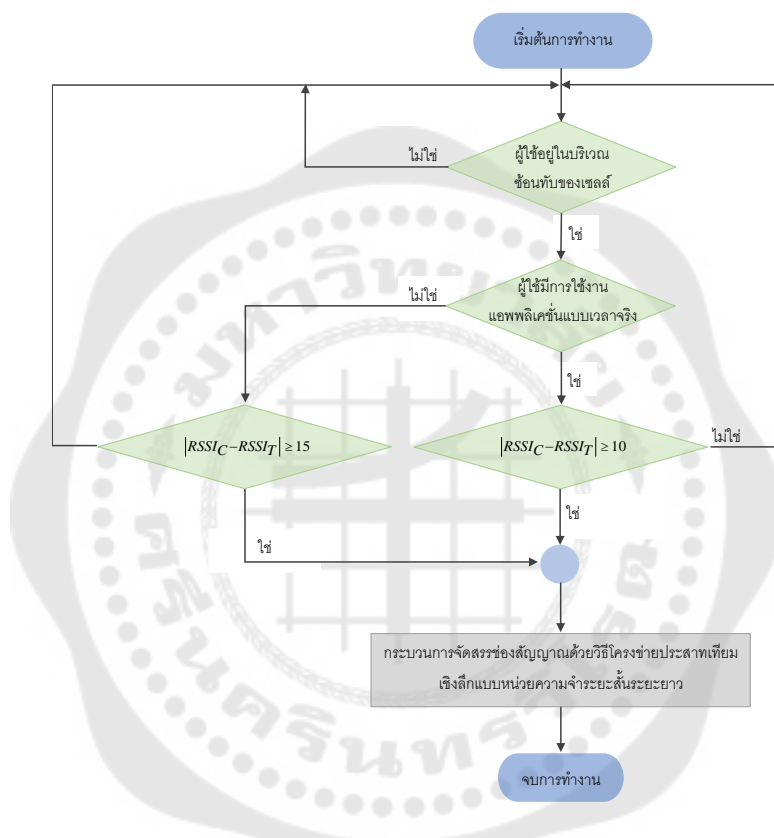 เริ่มต้นการทำงาน
ผู้ใช้อยู่ในบริเวณ
ซ้อนทับของเซลล์
ไม่ใช่
ใช่
ผู้ใช้มีการใช้งาน
แอพพลิเคชั่นแบบเวลาจริง
ไม่ใช่
ใช่
|RSSI_C−RSSI_T| ≥ 15
|RSSI_C−RSSI_T| ≥ 10
ไม่ใช่
ใช่
ใช่
กระบวนการจัดสรรช่องสัญญาณด้วยวิธีโครงข่ายประสาทเทียม
เชิงลึกแบบหน่วยความจำระยะสั้นระยะยาว
จบการทำงาน